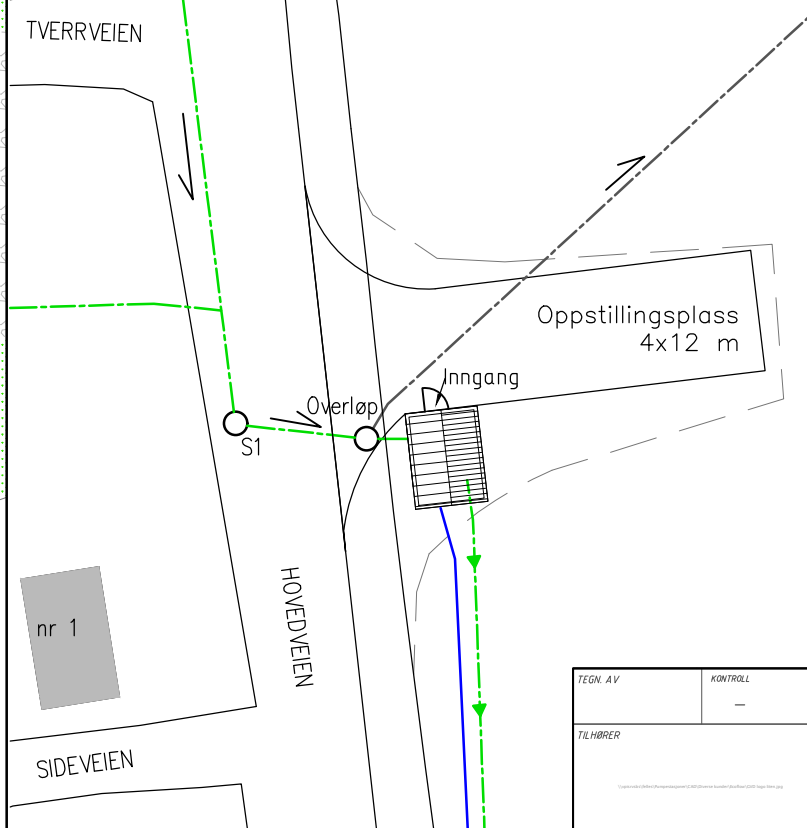 TVERRVEIEN
Oppstillingsplass
4x12 m
Inngang
Overløp
S1
HOVEDVEIEN
nr 1
SIDEVEIEN
TEGN. AV
KONTROLL
—
TILHØRER